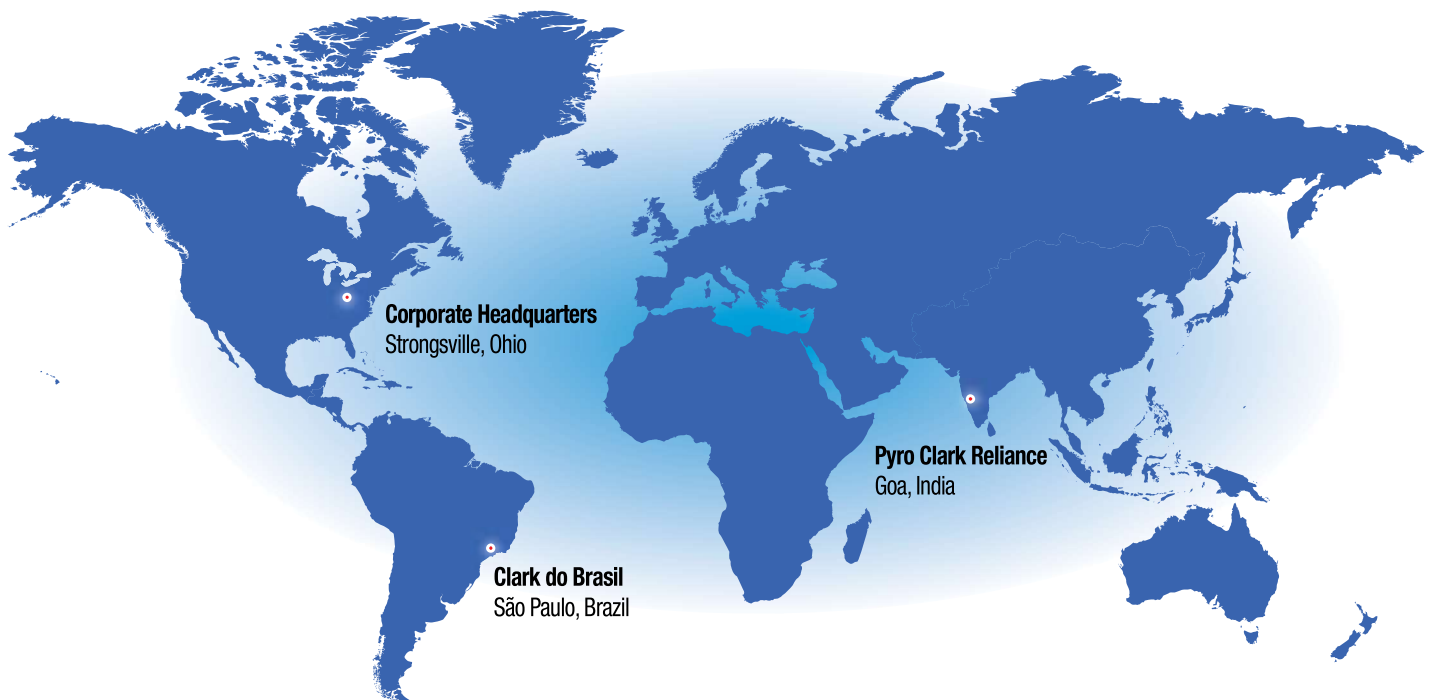 Corporate Headquarters
Strongsville, Ohio
Pyro Clark Reliance
Goa, India
Clark do Brasil
São Paulo, Brazil